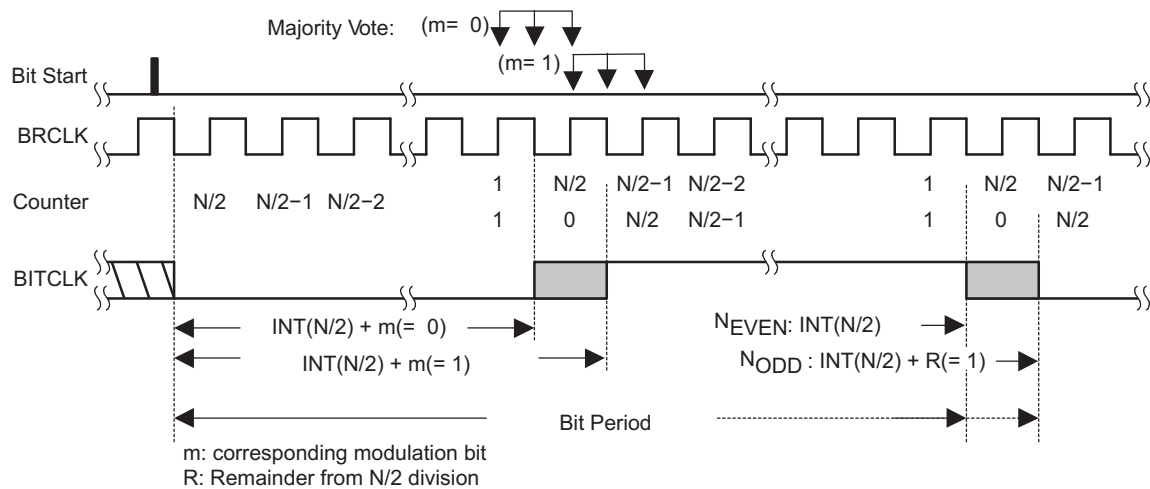 Majority Vote: (m= 0)
(m= 1)
Bit Start
BRCLK
Counter
1 N/2 N/2−1 N/2−2 1 N/2 N/2−1
N/2 N/2−1 N/2−2
1 0 N/2 N/2−1 1 0 N/2
BITCLK
INT(N/2) + m(= 0) NEVEN: INT(N/2)
INT(N/2) + m(= 1) NODD : INT(N/2) + R(= 1)
Bit Period
m: corresponding modulation bit
R: Remainder from N/2 division